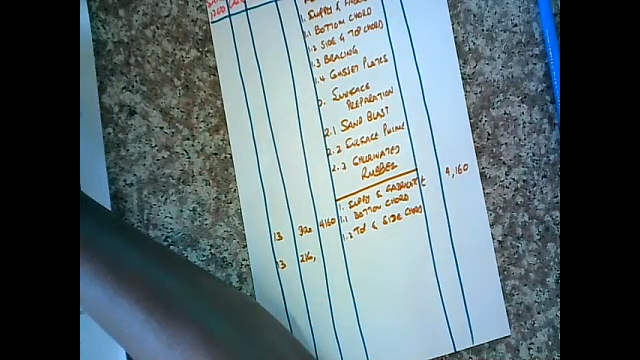 1. SUPPLY &
1.1 BOTTOM CHORD
1.2 SIDE & TOP CHORD
1.3 BRACING
1.4 GUSSET PLATES
2. SURFACE
PREPARATION
2.1 SAND BLAST
2.2 SURFACE PRIME
2.3 CHLORINATED
RUBBER
1. SUPPLY & FABRICATE 4,160
13 320 4160 1.1 BOTTOM CHORD
13 216, 1.2 TOP & SIDE CHORD